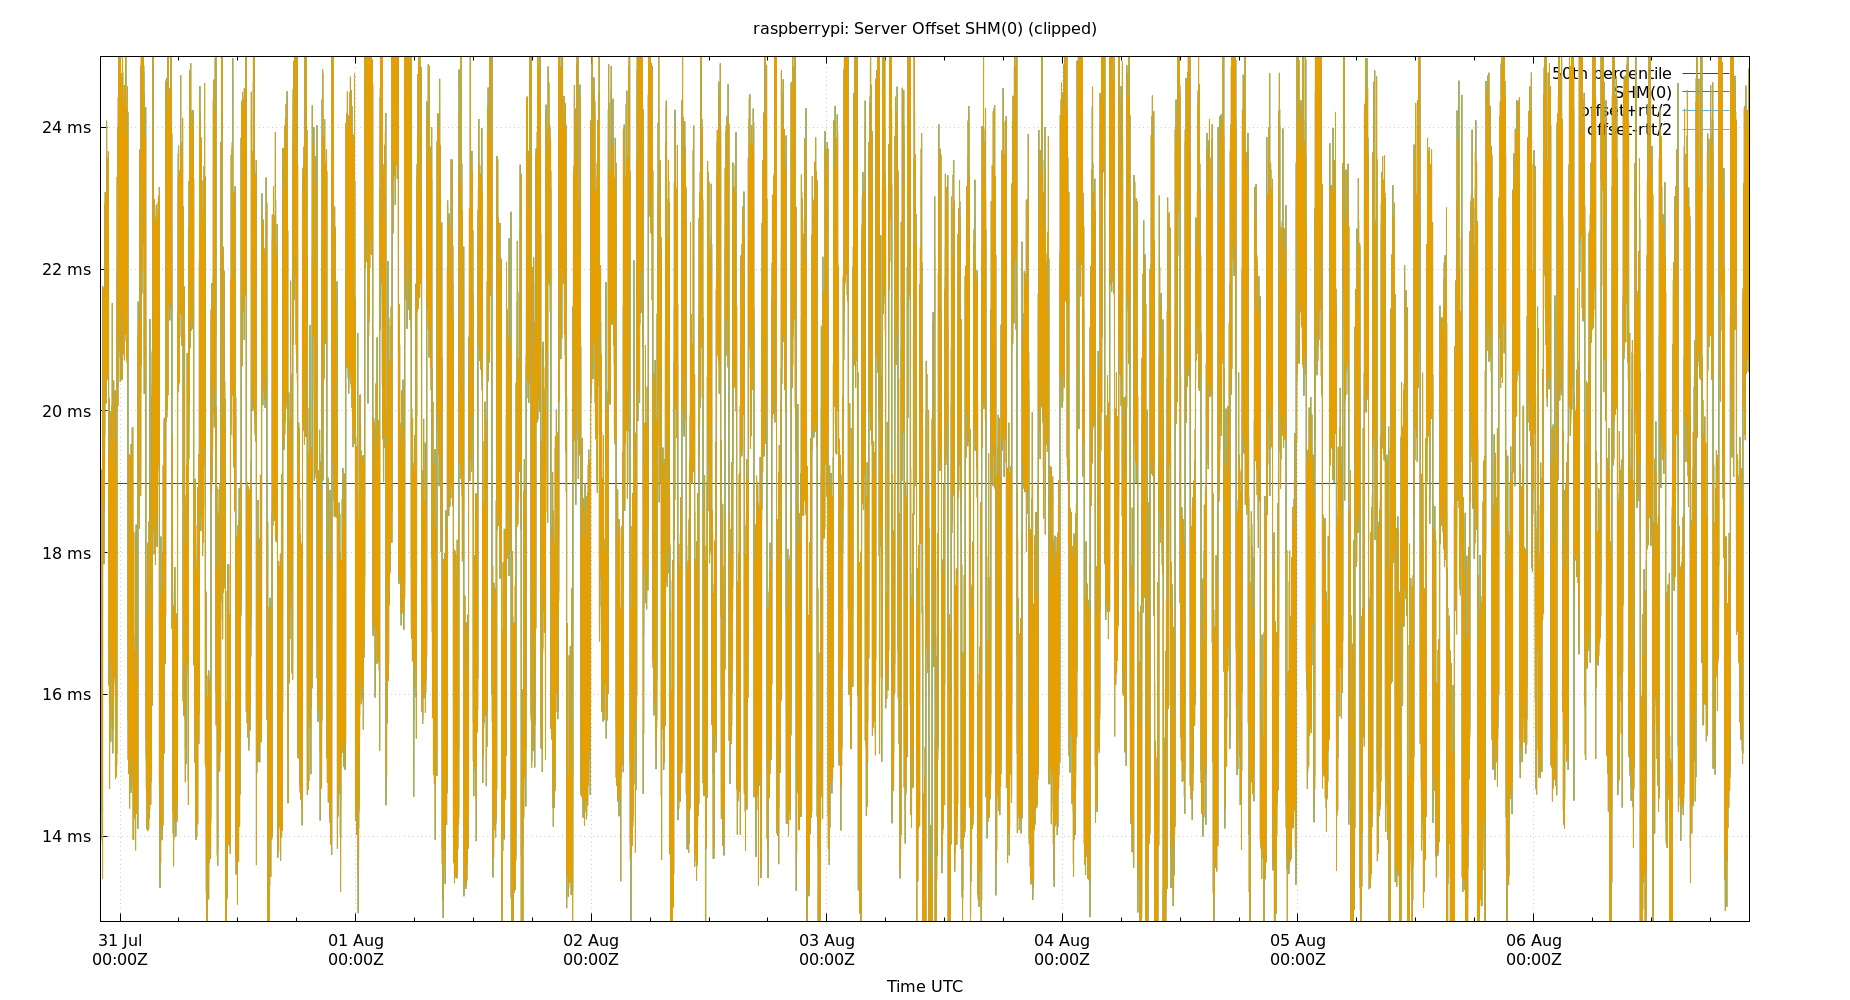 raspberrypi: Server Offset SHM(0) (clipped)
50th percentile
SHM(0)
offset+rtt/2
offset-rtt/2
24 ms
22 ms
20 ms
18 ms
16 ms
14 ms
31 Jul 01 Aug 02 Aug 03 Aug 04 Aug 05 Aug 06 Aug
00:00Z 00:00Z 00:00Z 00:00Z 00:00Z 00:00Z 00:00Z
Time UTC